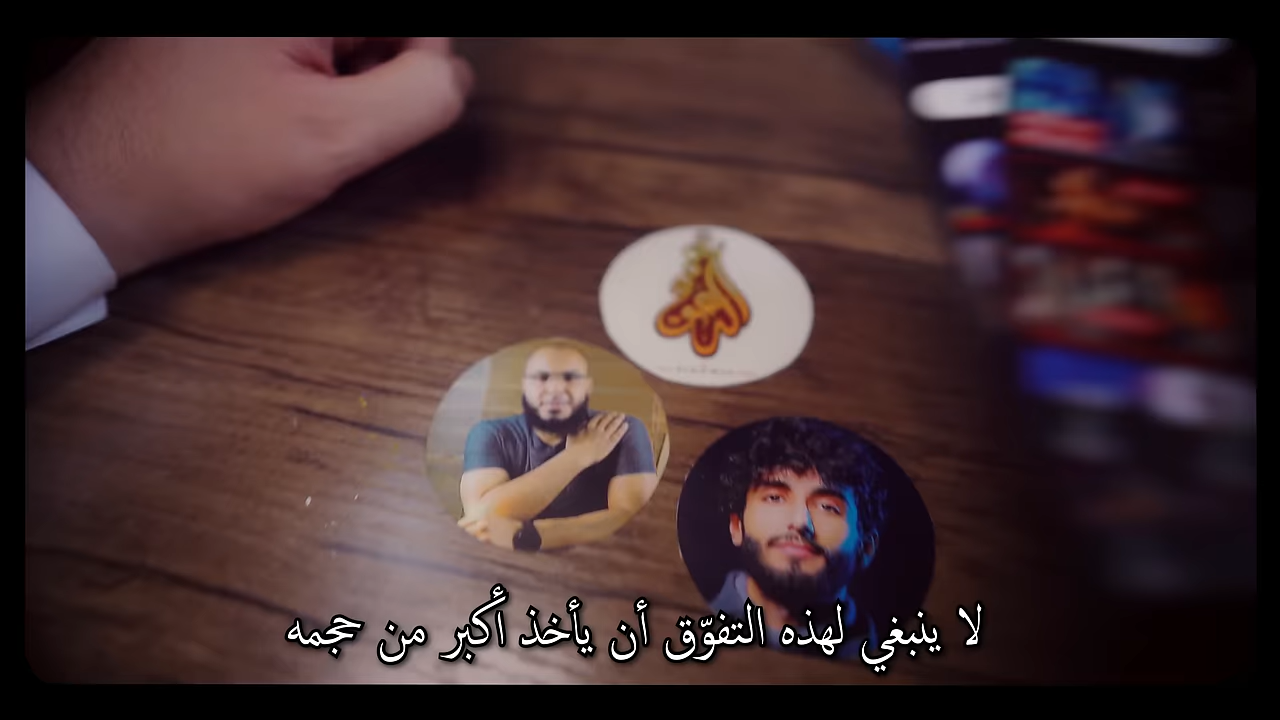 لا ينبغي لهذه التفوّق أن يأخذ أكبر من حجمه